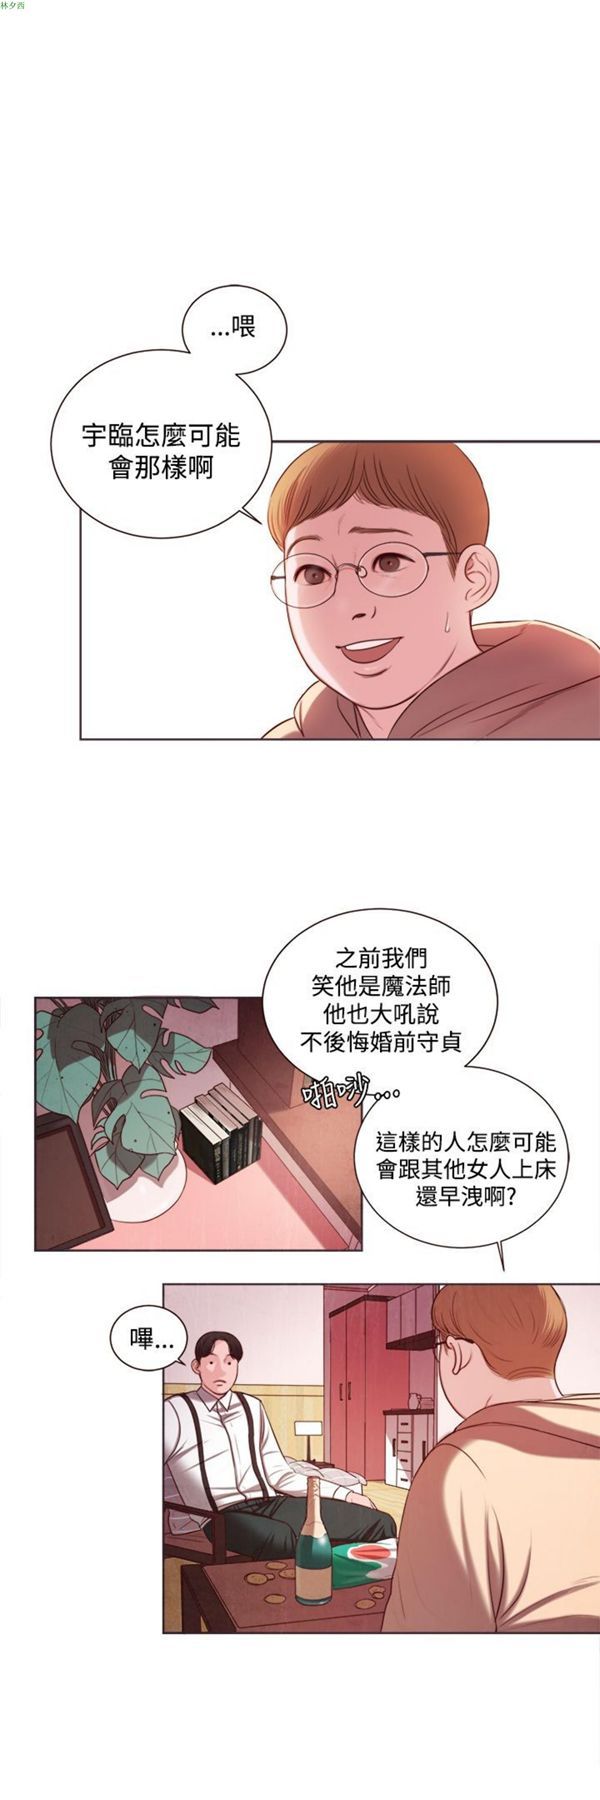 林夕西
...喂
宇臨怎麼可能
會那樣啊
之前我們
笑他是魔法師
他也大吼說
不後悔婚前守貞
啪吵...
這樣的人怎麼可能
會跟其他女人上床
還早洩啊?
嗶...